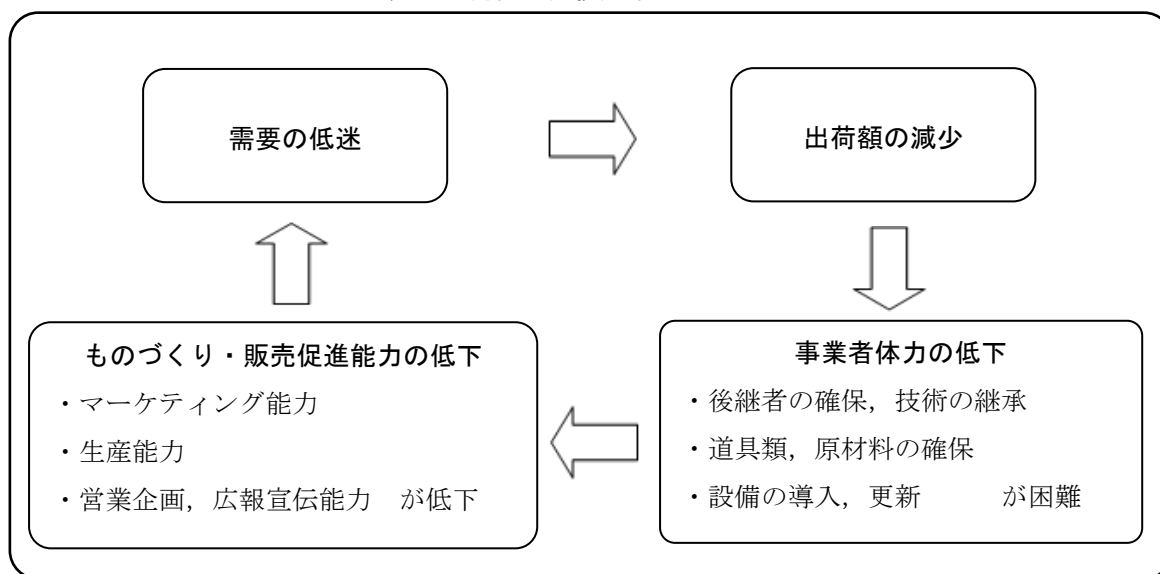 需要の低迷
出荷額の減少
ものづくり・販売促進能力の低下
・マーケティング能力
・生産能力
・営業企画，広報宣伝能力　が低下
事業者体力の低下
・後継者の確保，技術の継承
・道具類，原材料の確保
・設備の導入，更新　　　が困難